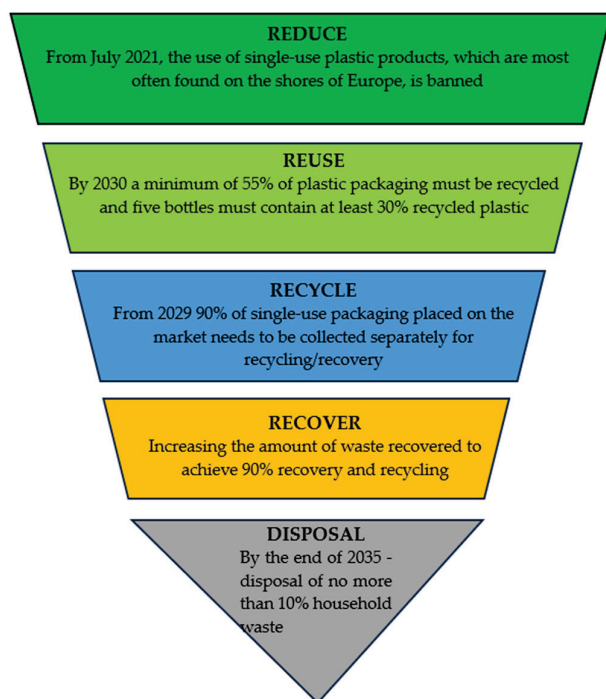 REDUCE
From July 2021, the use of single-use plastic products, which are most
often found on the shores of Europe, is banned
REUSE
By 2030 a minimum of 55% of plastic packaging must be recycled
and five bottles must contain at least 30% recycled plastic
RECYCLE
From 2029 90% of single-use packaging placed on the
market needs to be collected separately for
recycling/recovery
RECOVER
Increasing the amount of waste recovered to
achieve 90% recovery and recycling
DISPOSAL
By the end of 2035 -
disposal of no more
than 10% household
waste